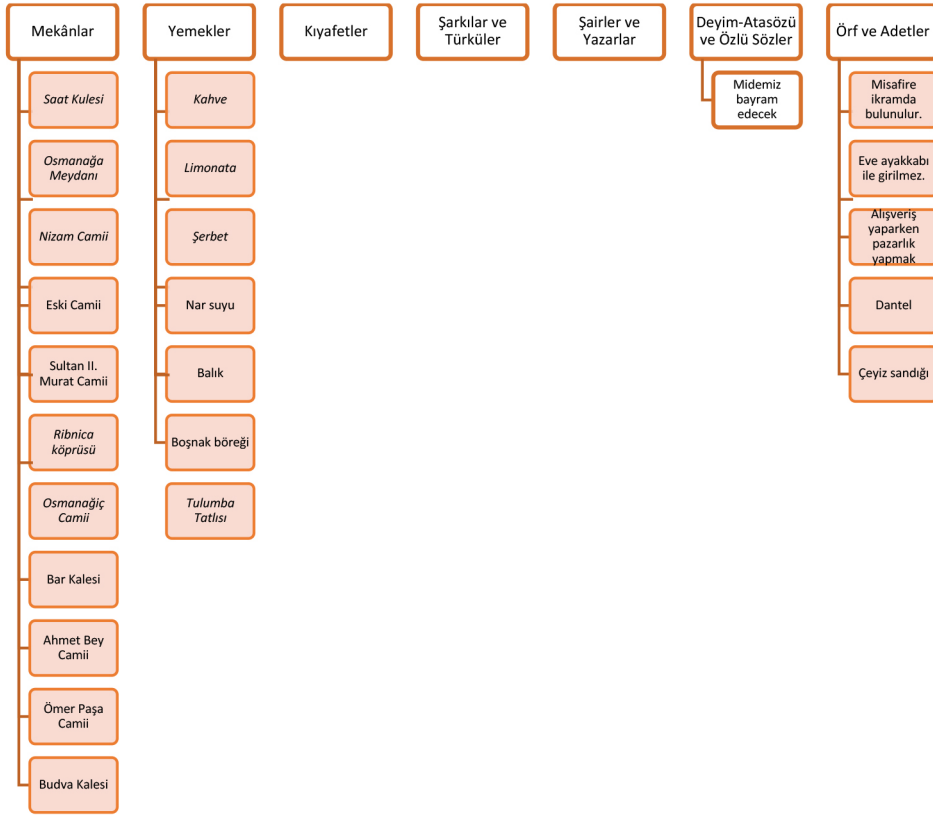 Mekânlar
Saat Kulesi
Osmanağa
Meydanı
Nizam Camii
Eski Camii
Sultan II.
Murat Camii
Ribnica
köprüsü
Osmanağiç
Camii
Bar Kalesi
Ahmet Bey
Camii
Ömer Paşa
Camii
Budva Kalesi
Yemekler
Kahve
Limonata
Şerbet
Nar suyu
Balık
Boşnak böreği
Tulumba
Tatlısı
Kıyafetler
Şarkılar ve
Türküler
Şairler ve
Yazarlar
Deyim-Atasözü
ve Özlü Sözler
Midemiz
bayram
edecek
Örf ve Adetler
Misafire
ikramda
bulunulur.
Eve ayakkabı
ile girilmez.
Alışveriş
yaparken
pazarlık
yapmak
Dantel
Çeyiz sandığı